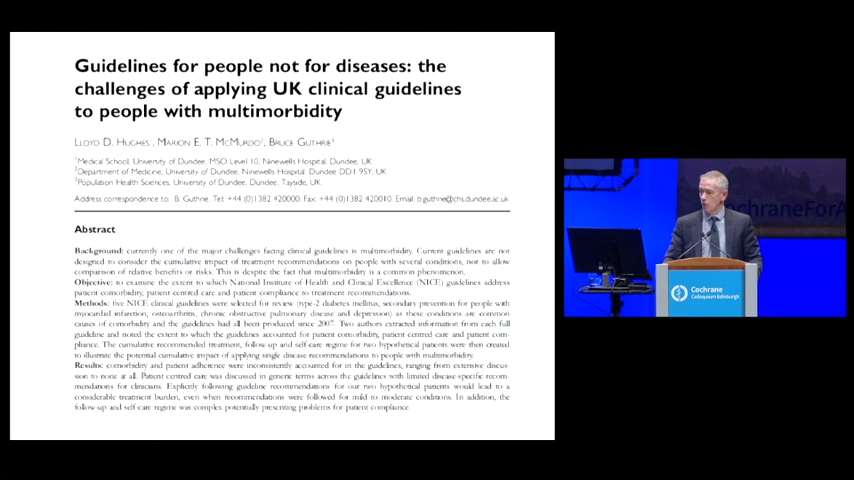 Guidelines for people not for diseases: the
challenges of applying UK clinical guidelines
to people with multimorbidity
LLOYD D. HUGHES¹, MARION E. T. MCMURDO², BRUCE GUTHRIE³
¹Medical School, University of Dundee, MSO Level 10, Ninewells Hospital, Dundee, UK
²Department of Medicine, University of Dundee, Ninewells Hospital, Dundee DD1 9SY, UK
³Population Health Sciences, University of Dundee, Dundee, Tayside, UK
Address correspondence to: B. Guthrie. Tel: +44 (0)1382 420000; Fax: +44 (0)1382 420010. Email: b.guthrie@chs.dundee.ac.uk
Abstract
Background: currently one of the major challenges facing clinical guidelines is multimorbidity. Current guidelines are not
designed to consider the cumulative impact of treatment recommendations on people with several conditions, nor to allow
comparison of relative benefits or risks. This is despite the fact that multimorbidity is a common phenomenon.
Objective: to examine the extent to which National Institute of Health and Clinical Excellence (NICE) guidelines address
patient comorbidity, patient centred care and patient compliance to treatment recommendations.
Methods: five NICE clinical guidelines were selected for review (type-2 diabetes mellitus, secondary prevention for people with
myocardial infarction, osteoarthritis, chronic obstructive pulmonary disease and depression) as these conditions are common
causes of comorbidity and the guidelines had all been produced since 2007. Two authors extracted information from each full
guideline and noted the extent to which the guidelines accounted for patient comorbidity, patient centred care and patient com-
pliance. The cumulative recommended treatment, follow-up and self-care regime for two hypothetical patients were then created
to illustrate the potential cumulative impact of applying single disease recommendations to people with multimorbidity.
Results: comorbidity and patient adherence were inconsistently accounted for in the guidelines, ranging from extensive discus-
sion to none at all. Patient centred care was discussed in generic terms across the guidelines with limited disease-specific recom-
mendations for clinicians. Explicitly following guideline recommendations for our two hypothetical patients would lead to a
considerable treatment burden, even when recommendations were followed for mild to moderate conditions. In addition, the
follow-up and self-care regime was complex potentially presenting problems for patient compliance.
chraneForA
Cochrane
Colloquium Edinburgh